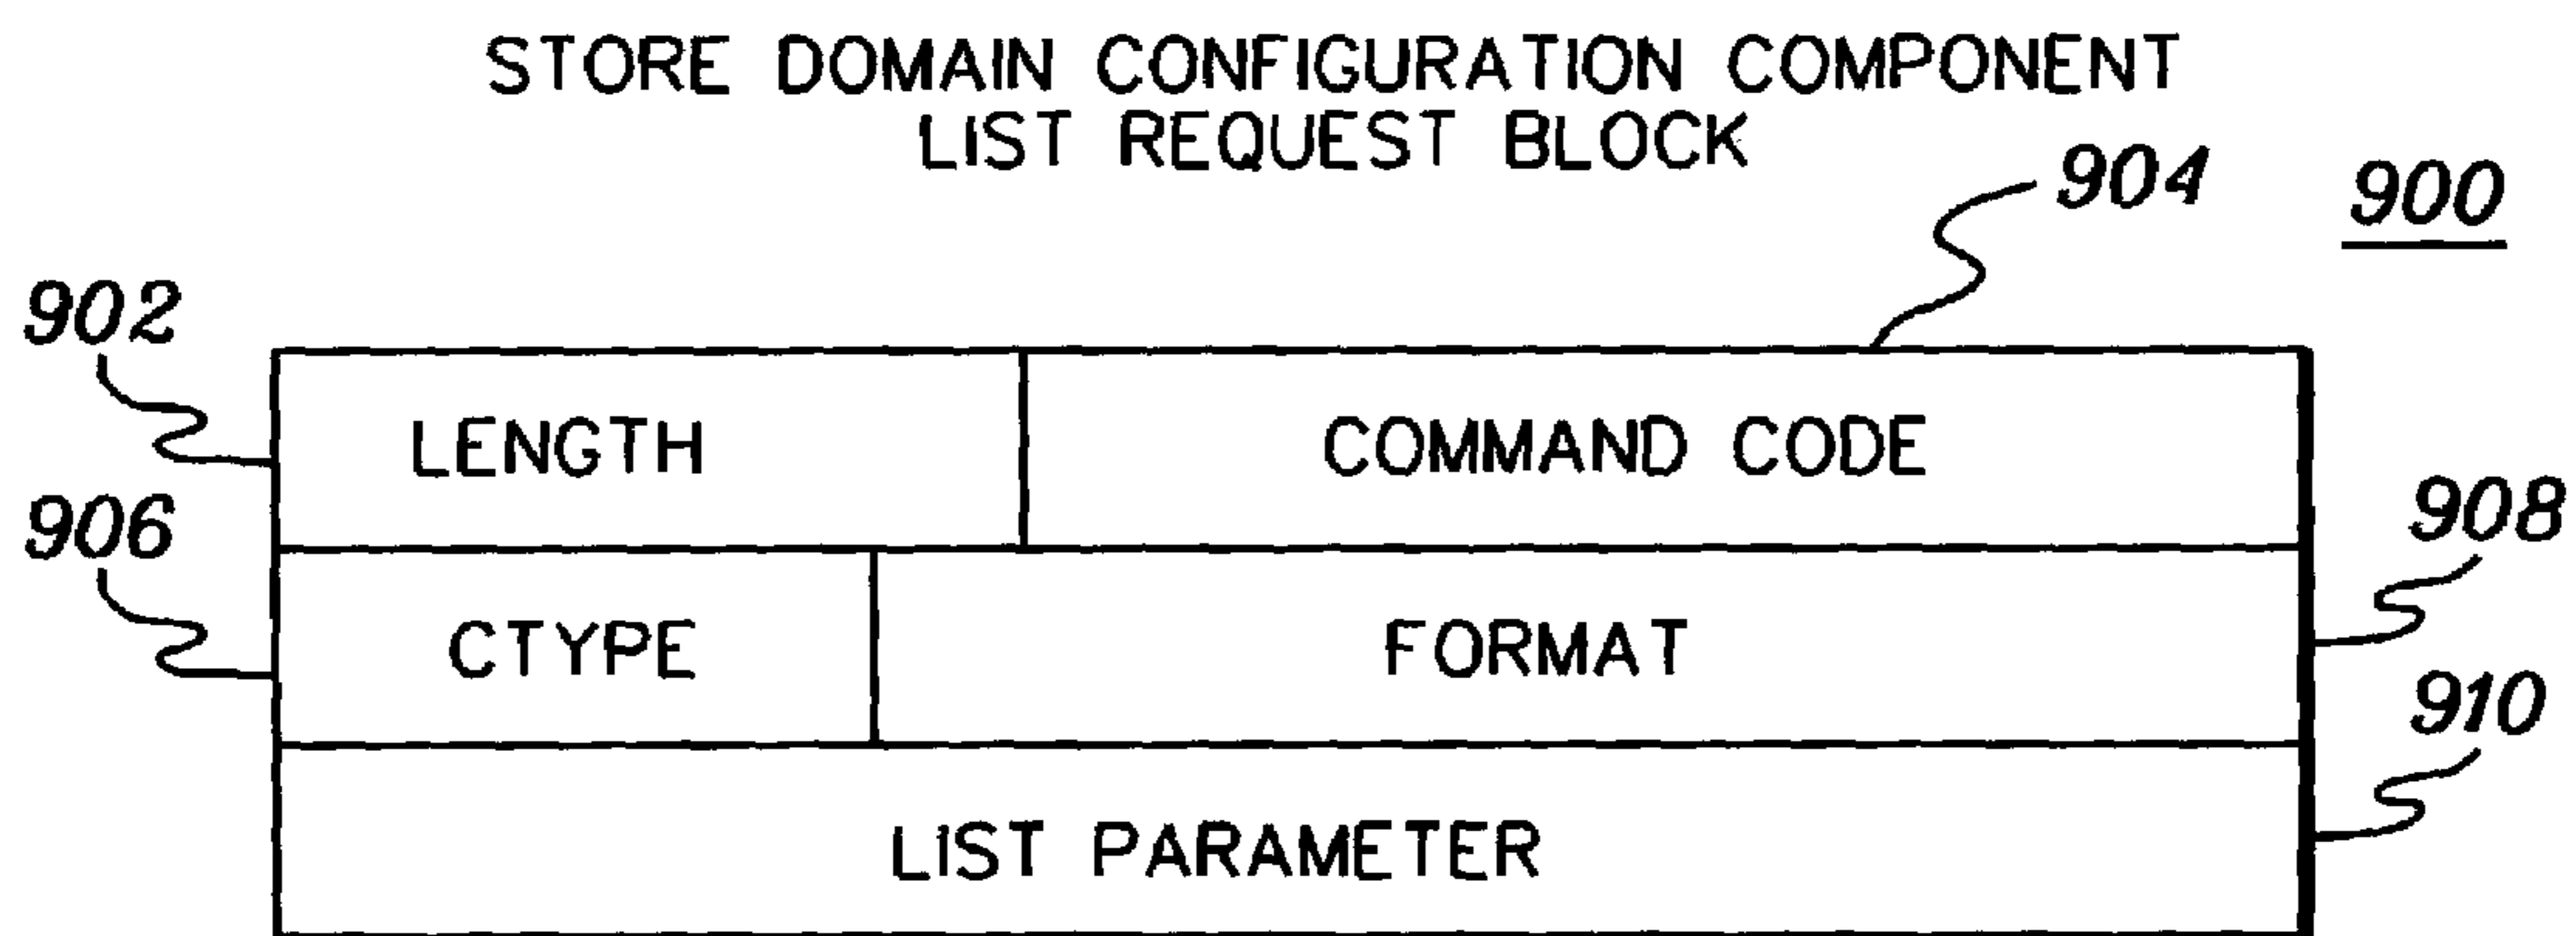 STORE DOMAIN CONFIGURATION COMPONENT
LIST REQUEST BLOCK
904
900
902
LENGTH
COMMAND CODE
906
908
CTYPE
FORMAT
910
LIST PARAMETER